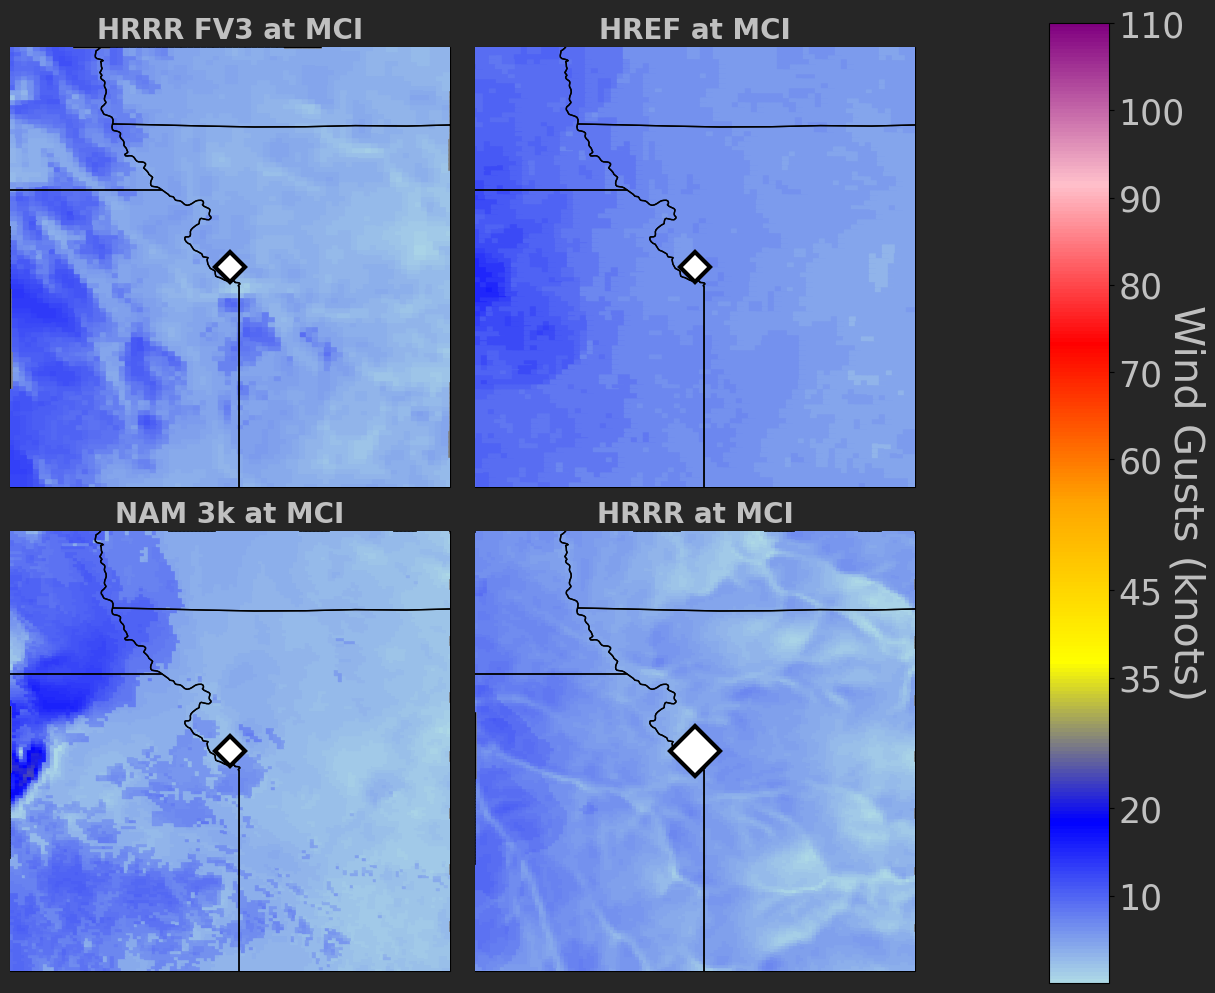 HRRR FV3 at MCI
HREF at MCI
NAM 3k at MCI
HRRR at MCI
110
100
90
80
70
60
45
35
20
10
Wind Gusts (knots)